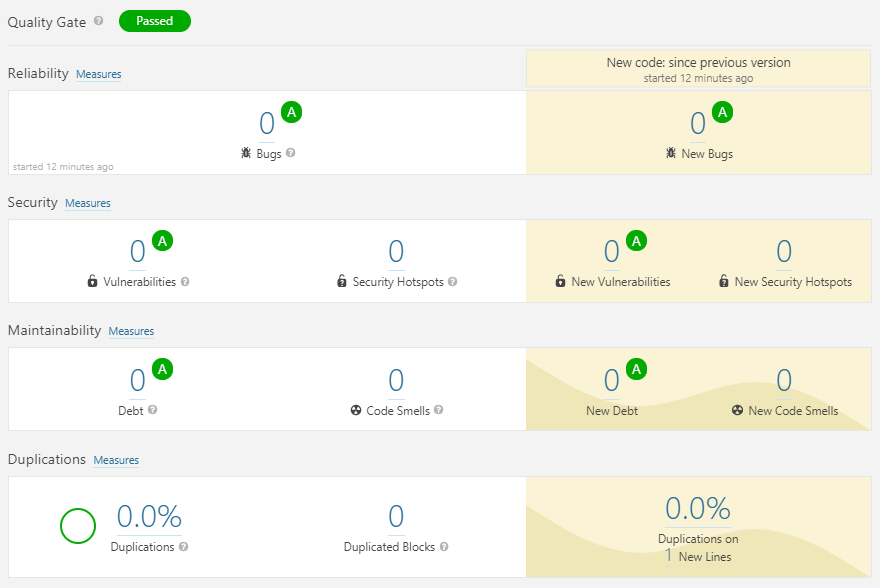 Quality Gate ? Passed
New code: since previous version
started 12 minutes ago
Reliability Measures
0 A
Bugs ?
started 12 minutes ago
0 A
New Bugs
Security Measures
0 A
Vulnerabilities ?
0
Security Hotspots ?
0 A
New Vulnerabilities
0
New Security Hotspots
Maintainability Measures
0 A
Debt ?
0
Code Smells ?
0 A
New Debt
0
New Code Smells
Duplications Measures
0.0%
Duplications ?
0
Duplicated Blocks ?
0.0%
Duplications on
1 New Lines